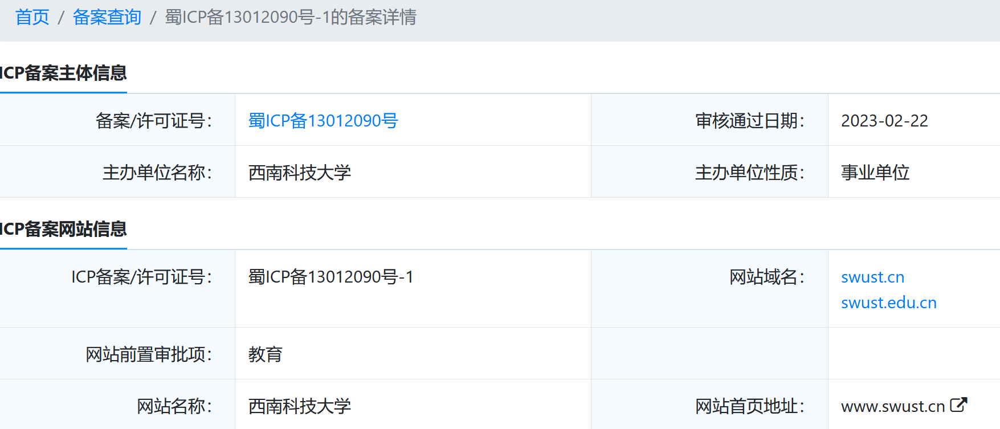 首页 / 备案查询 / 蜀ICP备13012090号-1的备案详情
ICP备案主体信息
备案/许可证号： 蜀ICP备13012090号 审核通过日期： 2023-02-22
主办单位名称： 西南科技大学 主办单位性质： 事业单位
ICP备案网站信息
ICP备案/许可证号： 蜀ICP备13012090号-1 网站域名： swust.cn
swust.edu.cn
网站前置审批项： 教育
网站名称： 西南科技大学 网站首页地址： www.swust.cn